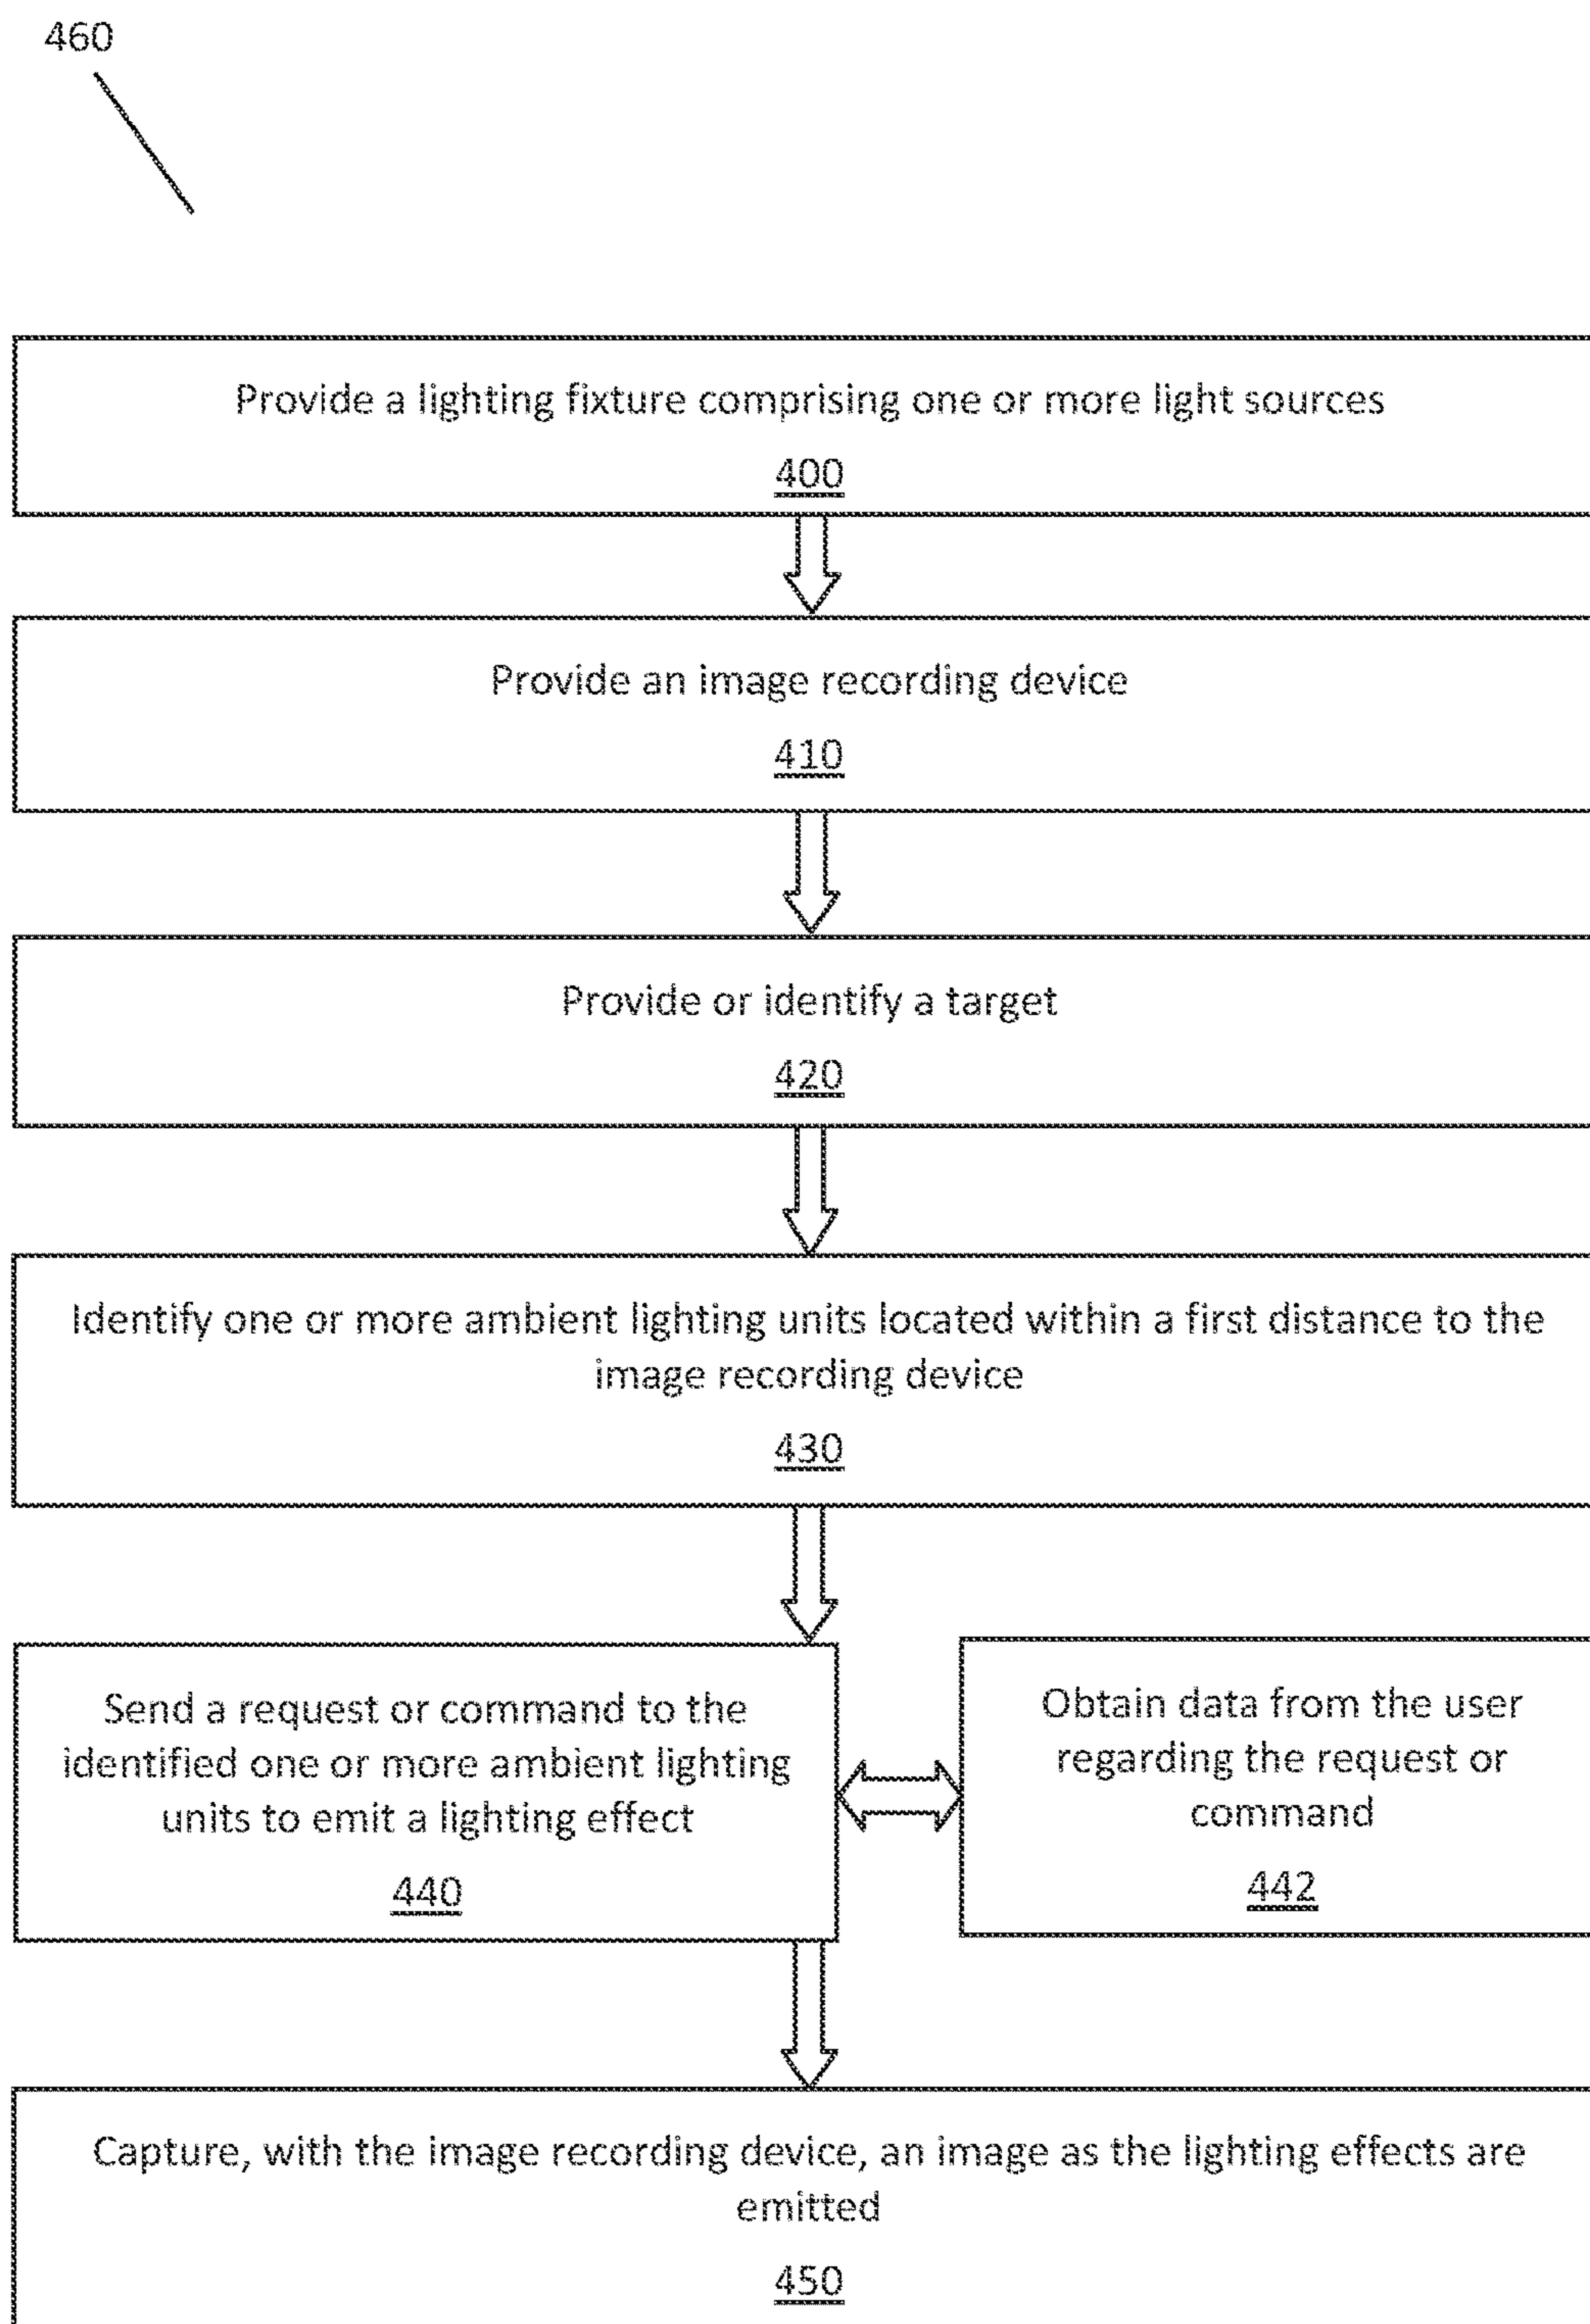 460
Provide a lighting fixture comprising one or more light sources
400
Provide an image recording device
410
Provide or identify a target
420
Identify one or more ambient lighting units located within a first distance to the
image recording device
430
Send a request or command to the
identified one or more ambient lighting
units to emit a lighting effect
440
Obtain data from the user
regarding the request or
command
442
Capture, with the image recording device, an image as the lighting effects are
emitted
450